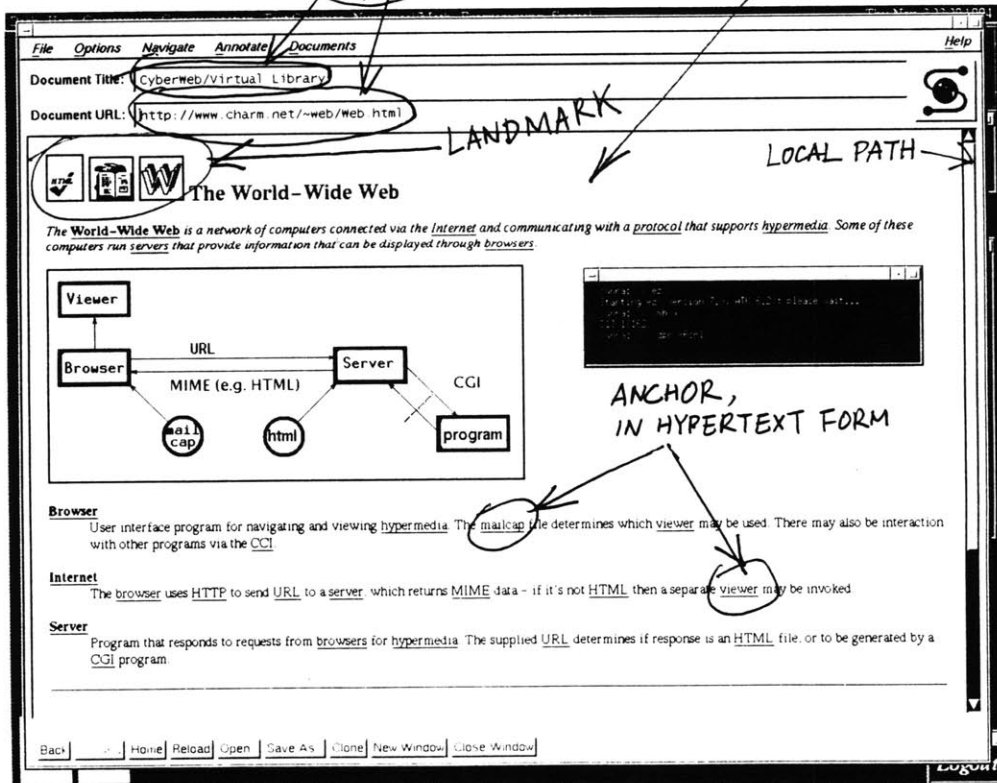 File Options Navigate Annotate Documents Help
Document Title: CyberWeb/Virtual Library
Document URL: http://www.charm.net/~web/Web html
LANDMARK
LOCAL PATH
HTML
W
The World-Wide Web
The World-Wide Web is a network of computers connected via the Internet and communicating with a protocol that supports hypermedia. Some of these
computers run servers that provide information that can be displayed through browsers.
Viewer
Browser
URL
MIME (e.g. HTML)
Server
CGI
mail
cap
html
program
ANCHOR,
IN HYPERTEXT FORM
Browser
User interface program for navigating and viewing hypermedia. The mailcap file determines which viewer may be used. There may also be interaction
with other programs via the CCI.
Internet
The browser uses HTTP to send URL to a server, which returns MIME data - if it's not HTML then a separate viewer may be invoked
Server
Program that responds to requests from browsers for hypermedia. The supplied URL determines if response is an HTML file, or to be generated by a
CGI program.
Back Home Reload Open Save As Clone New Window Close Window
Logout